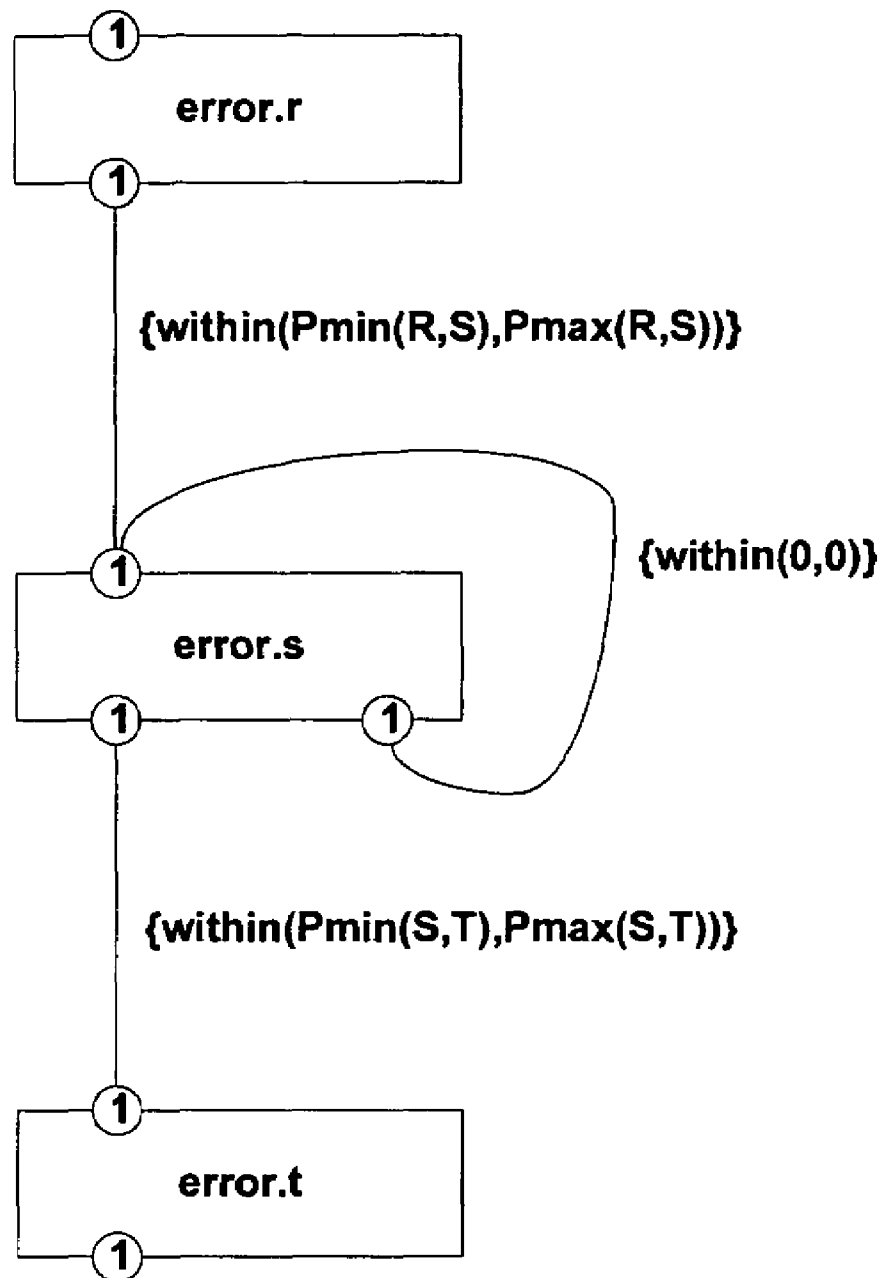 1
error.r
1
{within(Pmin(R,S),Pmax(R,S))}
{within(0,0)}
1
error.s
1 1
{within(Pmin(S,T),Pmax(S,T))}
1
error.t
1